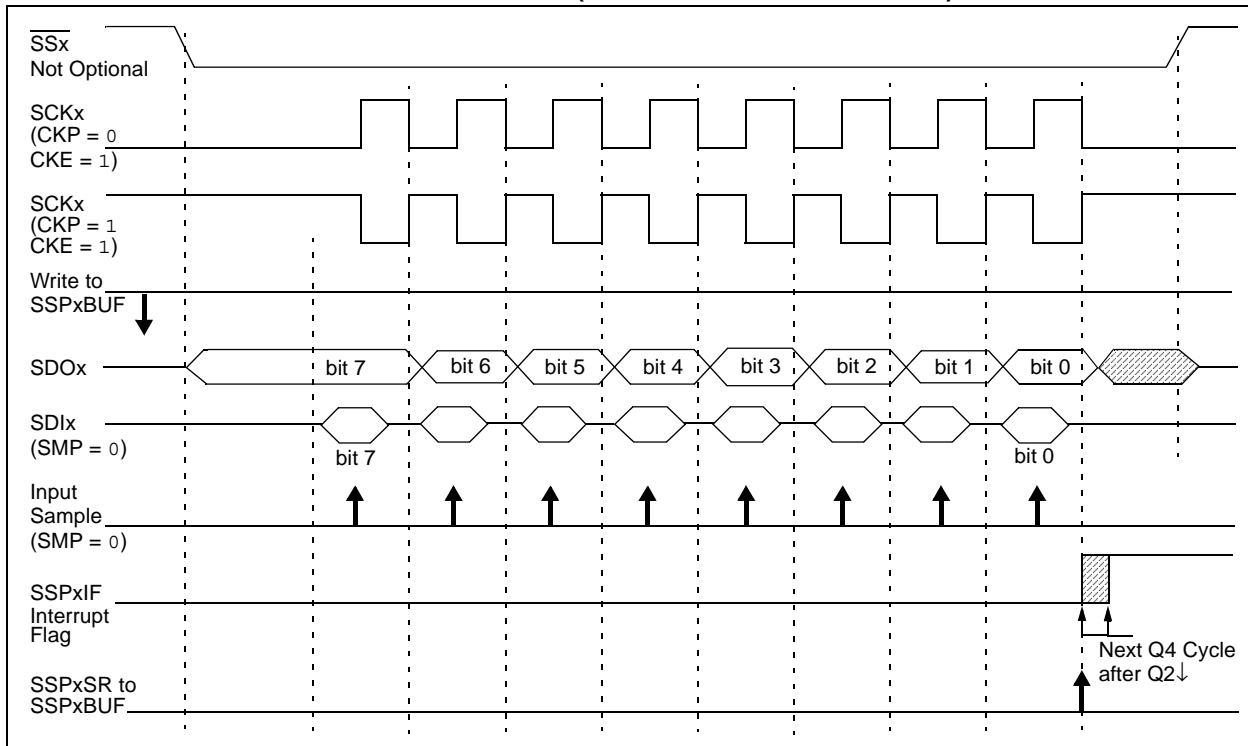 SSx
Not Optional
SCKx
(CKP = 0
CKE = 1)
SCKx
(CKP = 1
CKE = 1)
Write to
SSPxBUF
SDOx
bit 7
bit 6
bit 5
bit 4
bit 3
bit 2
bit 1
bit 0
SDIx
(SMP = 0)
bit 7
bit 0
Input
Sample
(SMP = 0)
SSPxIF
Interrupt
Flag
Next Q4 Cycle
after Q2↓
SSPxSR to
SSPxBUF